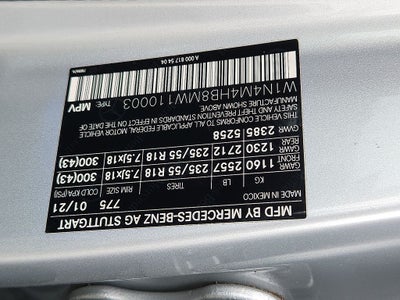 MFD BY MERCEDES-BENZ AG STUTTGART
MADE IN MEXICO 01/21 775
KG LB TIRES RIM SIZE COLD KPA(PSI)
GAWR FRONT 1160 2557 235/55 R18 7.5Jx18 300(43)
GAWR REAR 1230 2712 235/55 R18 7.5Jx18 300(43)
GVWR 2385 5258
THIS VEHICLE CONFORMS TO ALL APPLICABLE FEDERAL MOTOR VEHICLE
SAFETY AND THEFT PREVENTION STANDARDS IN EFFECT ON THE DATE OF
MANUFACTURE SHOWN ABOVE.
W1N4M4HB8MW110003 TYPE: MPV
A 000 817 54 04